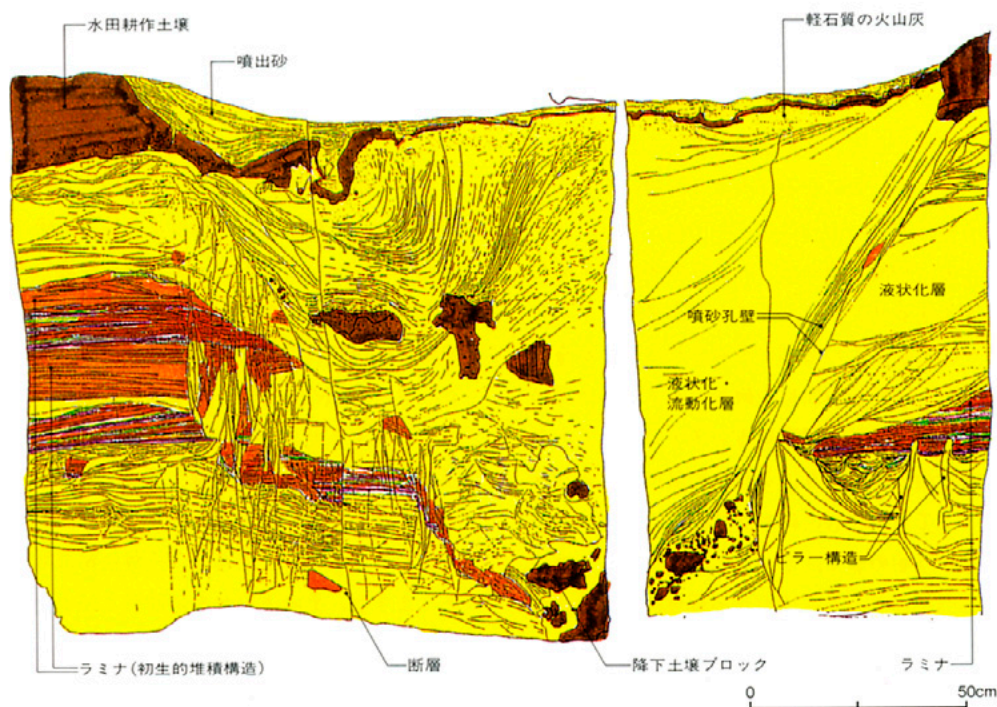 水田耕作土壌
噴出砂
軽石質の火山灰
液状化層
噴砂孔壁
液状化・
流動化層
ピラー構造
ラミナ(初生的堆積構造)
断層
降下土壌ブロック
ラミナ
0
50cm